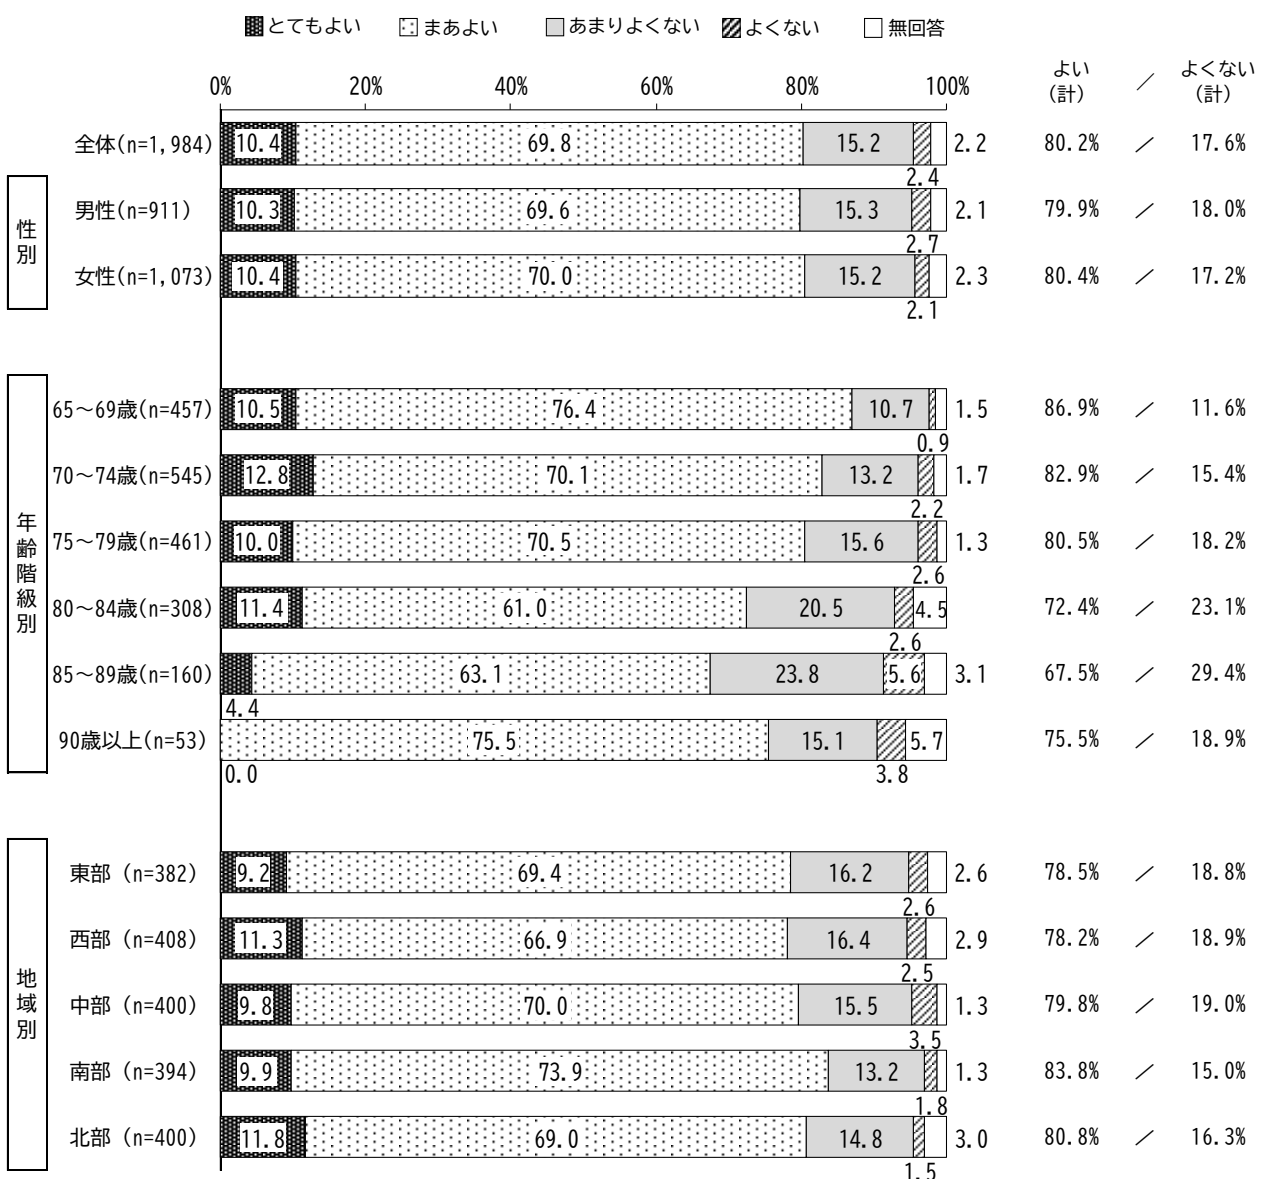 とてもよい まあよい あまりよくない よくない 無回答
よい（計） ／ よくない（計）
0% 20% 40% 60% 80% 100%
全体(n=1,984) 10.4 69.8 15.2 2.2 80.2% ／ 17.6%
2.4
性別
男性(n=911) 10.3 69.6 15.3 2.1 79.9% ／ 18.0%
2.7
女性(n=1,073) 10.4 70.0 15.2 2.3 80.4% ／ 17.2%
2.1
年齢階級別
65～69歳(n=457) 10.5 76.4 10.7 1.5 86.9% ／ 11.6%
0.9
70～74歳(n=545) 12.8 70.1 13.2 1.7 82.9% ／ 15.4%
2.2
75～79歳(n=461) 10.0 70.5 15.6 1.3 80.5% ／ 18.2%
2.6
80～84歳(n=308) 11.4 61.0 20.5 4.5 72.4% ／ 23.1%
2.6
85～89歳(n=160) 63.1 23.8 5.6 3.1 67.5% ／ 29.4%
4.4
90歳以上(n=53) 75.5 15.1 5.7 75.5% ／ 18.9%
0.0 3.8
地域別
東部 (n=382) 9.2 69.4 16.2 2.6 78.5% ／ 18.8%
2.6
西部 (n=408) 11.3 66.9 16.4 2.9 78.2% ／ 18.9%
2.5
中部 (n=400) 9.8 70.0 15.5 1.3 79.8% ／ 19.0%
3.5
南部 (n=394) 9.9 73.9 13.2 1.3 83.8% ／ 15.0%
1.8
北部 (n=400) 11.8 69.0 14.8 3.0 80.8% ／ 16.3%
1.5